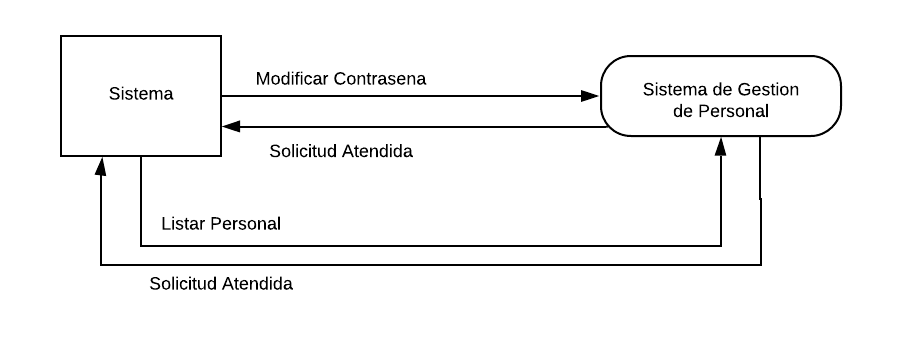 Modificar Contrasena
Sistema
Sistema de Gestion
de Personal
Solicitud Atendida
Listar Personal
Solicitud Atendida